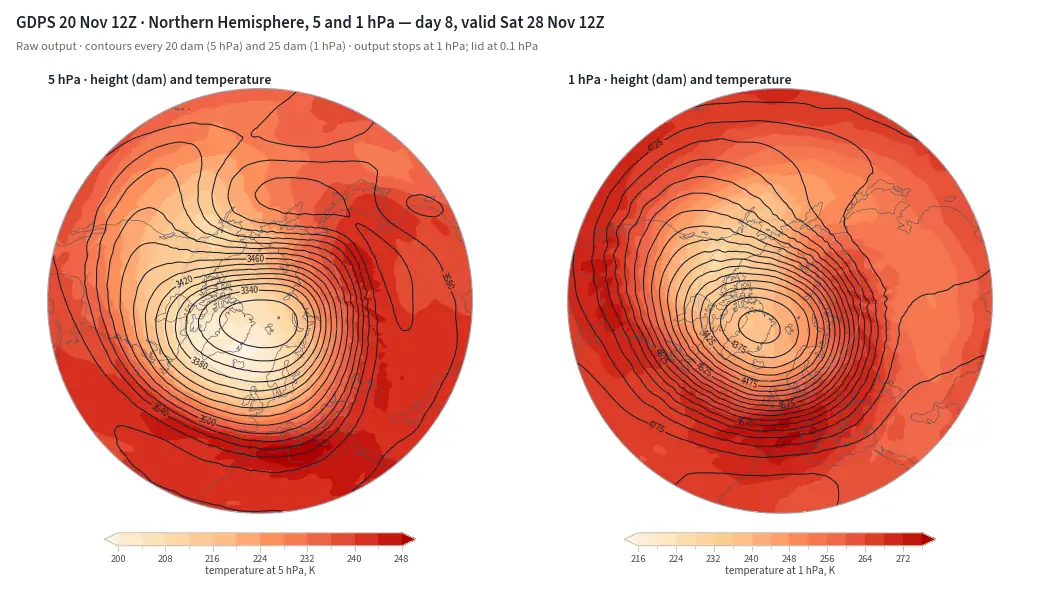 GDPS 20 Nov 12Z · Northern Hemisphere, 5 and 1 hPa — day 8, valid Sat 28 Nov 12Z
Raw output · contours every 20 dam (5 hPa) and 25 dam (1 hPa) · output stops at 1 hPa; lid at 0.1 hPa
5 hPa · height (dam) and temperature
1 hPa · height (dam) and temperature
3460
3420
3340
3580
3380
3500
4725
4425
4375
4525
4475
4775
200 208 216 224 232 240 248
temperature at 5 hPa, K
216 224 232 240 248 256 264 272
temperature at 1 hPa, K